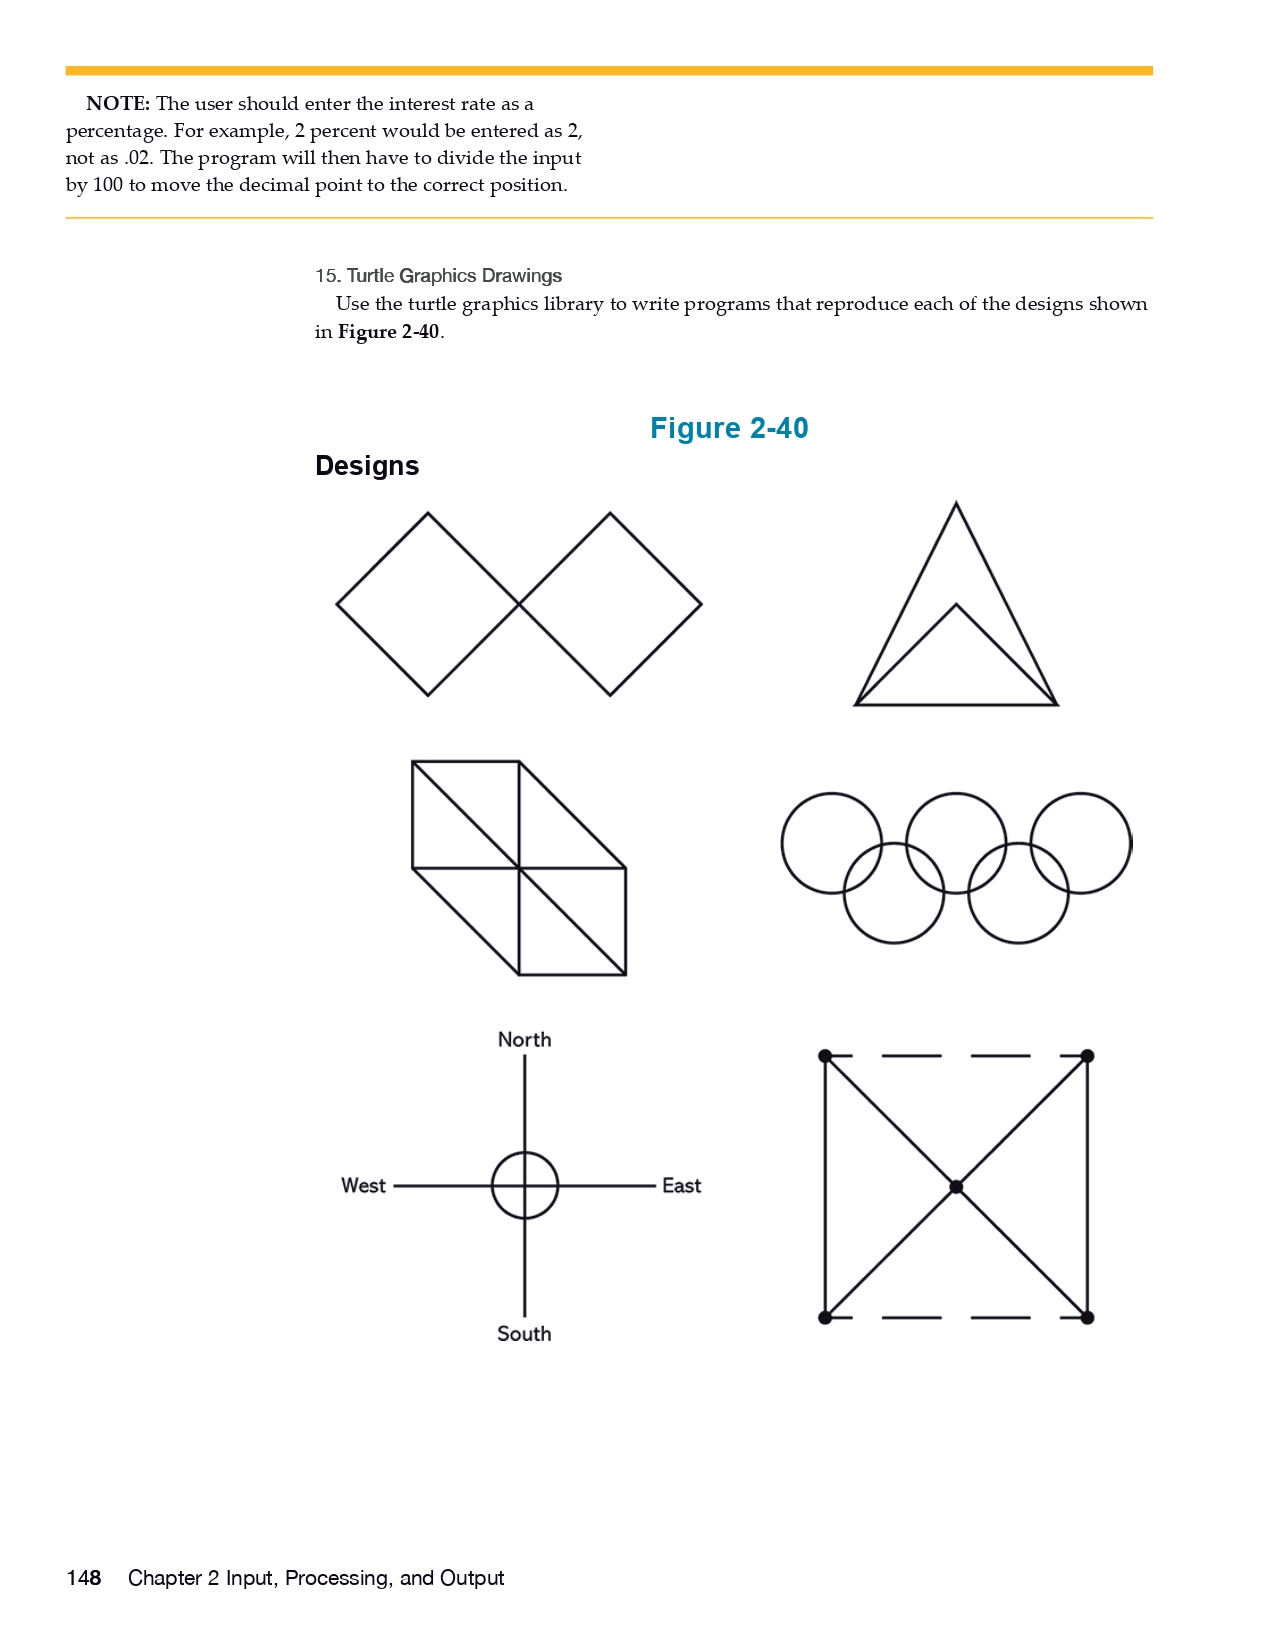 NOTE: The user should enter the interest rate as a
percentage. For example, 2 percent would be entered as 2,
not as .02. The program will then have to divide the input
by 100 to move the decimal point to the correct position.
15. Turtle Graphics Drawings
Use the turtle graphics library to write programs that reproduce each of the designs shown
in Figure 2-40.
Figure 2-40
Designs
North
West
East
South
148 Chapter 2 Input, Processing, and Output